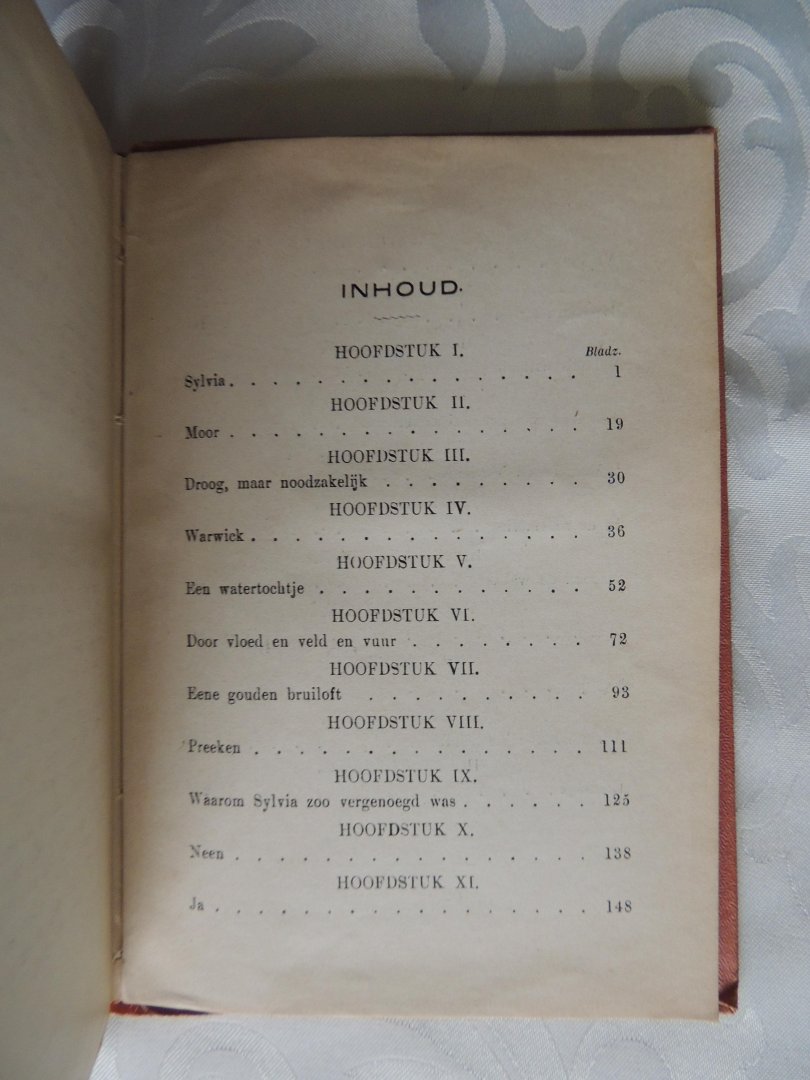 INHOUD.
HOOFDSTUK I. Bladz.
Sylvia . . . . . . . . . . . . . . . . 1
HOOFDSTUK II.
Moor . . . . . . . . . . . . . . . . 19
HOOFDSTUK III.
Droog, maar noodzakelijk . . . . . . . . . 30
HOOFDSTUK IV.
Warwick . . . . . . . . . . . . . . . 36
HOOFDSTUK V.
Een watertochtje . . . . . . . . . . . . 52
HOOFDSTUK VI.
Door vloed en veld en vuur . . . . . . . . 72
HOOFDSTUK VII.
Eene gouden bruiloft . . . . . . . . . . 93
HOOFDSTUK VIII.
Preeken . . . . . . . . . . . . . . . 111
HOOFDSTUK IX.
Waarom Sylvia zoo vergenoegd was . . . . . . 125
HOOFDSTUK X.
Neen . . . . . . . . . . . . . . . . 138
HOOFDSTUK XI.
Ja . . . . . . . . . . . . . . . . . 148